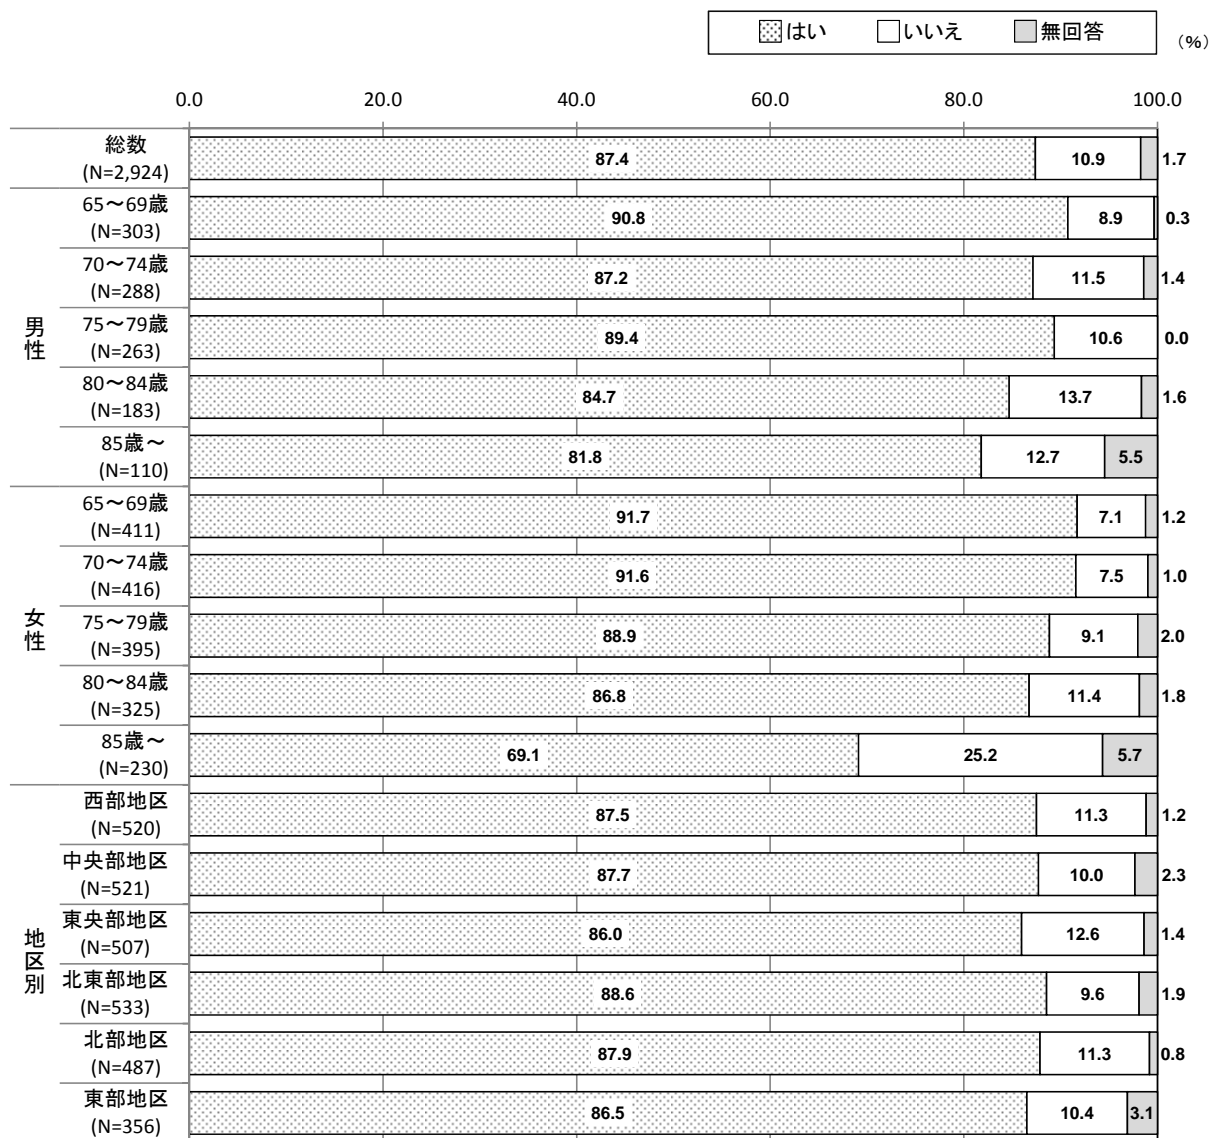 はい いいえ 無回答 (%)
0.0 20.0 40.0 60.0 80.0 100.0
総数
(N=2,924)
87.4 10.9 1.7
男性
65～69歳
(N=303)
90.8 8.9 0.3
70～74歳
(N=288)
87.2 11.5 1.4
75～79歳
(N=263)
89.4 10.6 0.0
80～84歳
(N=183)
84.7 13.7 1.6
85歳～
(N=110)
81.8 12.7 5.5
女性
65～69歳
(N=411)
91.7 7.1 1.2
70～74歳
(N=416)
91.6 7.5 1.0
75～79歳
(N=395)
88.9 9.1 2.0
80～84歳
(N=325)
86.8 11.4 1.8
85歳～
(N=230)
69.1 25.2 5.7
地区別
西部地区
(N=520)
87.5 11.3 1.2
中央部地区
(N=521)
87.7 10.0 2.3
東央部地区
(N=507)
86.0 12.6 1.4
北東部地区
(N=533)
88.6 9.6 1.9
北部地区
(N=487)
87.9 11.3 0.8
東部地区
(N=356)
86.5 10.4 3.1